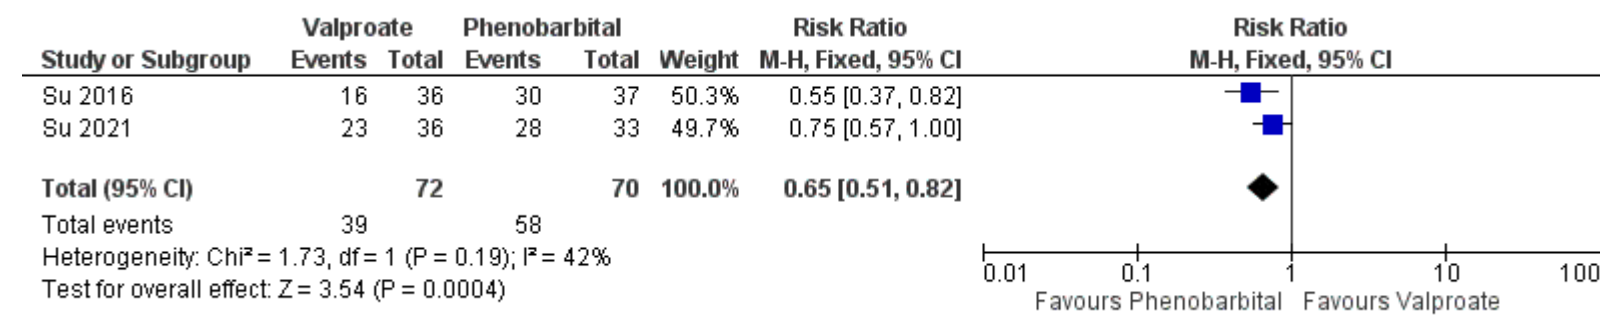 Valproate Phenobarbital Risk Ratio Risk Ratio
Study or Subgroup Events Total Events Total Weight M-H, Fixed, 95% CI M-H, Fixed, 95% CI
Su 2016 16 36 30 37 50.3% 0.55 [0.37, 0.82]
Su 2021 23 36 28 33 49.7% 0.75 [0.57, 1.00]
Total (95% CI) 72 70 100.0% 0.65 [0.51, 0.82]
Total events 39 58
Heterogeneity: Chi² = 1.73, df = 1 (P = 0.19); I² = 42%
Test for overall effect: Z = 3.54 (P = 0.0004)
0.01 0.1 1 10 100
Favours Phenobarbital Favours Valproate